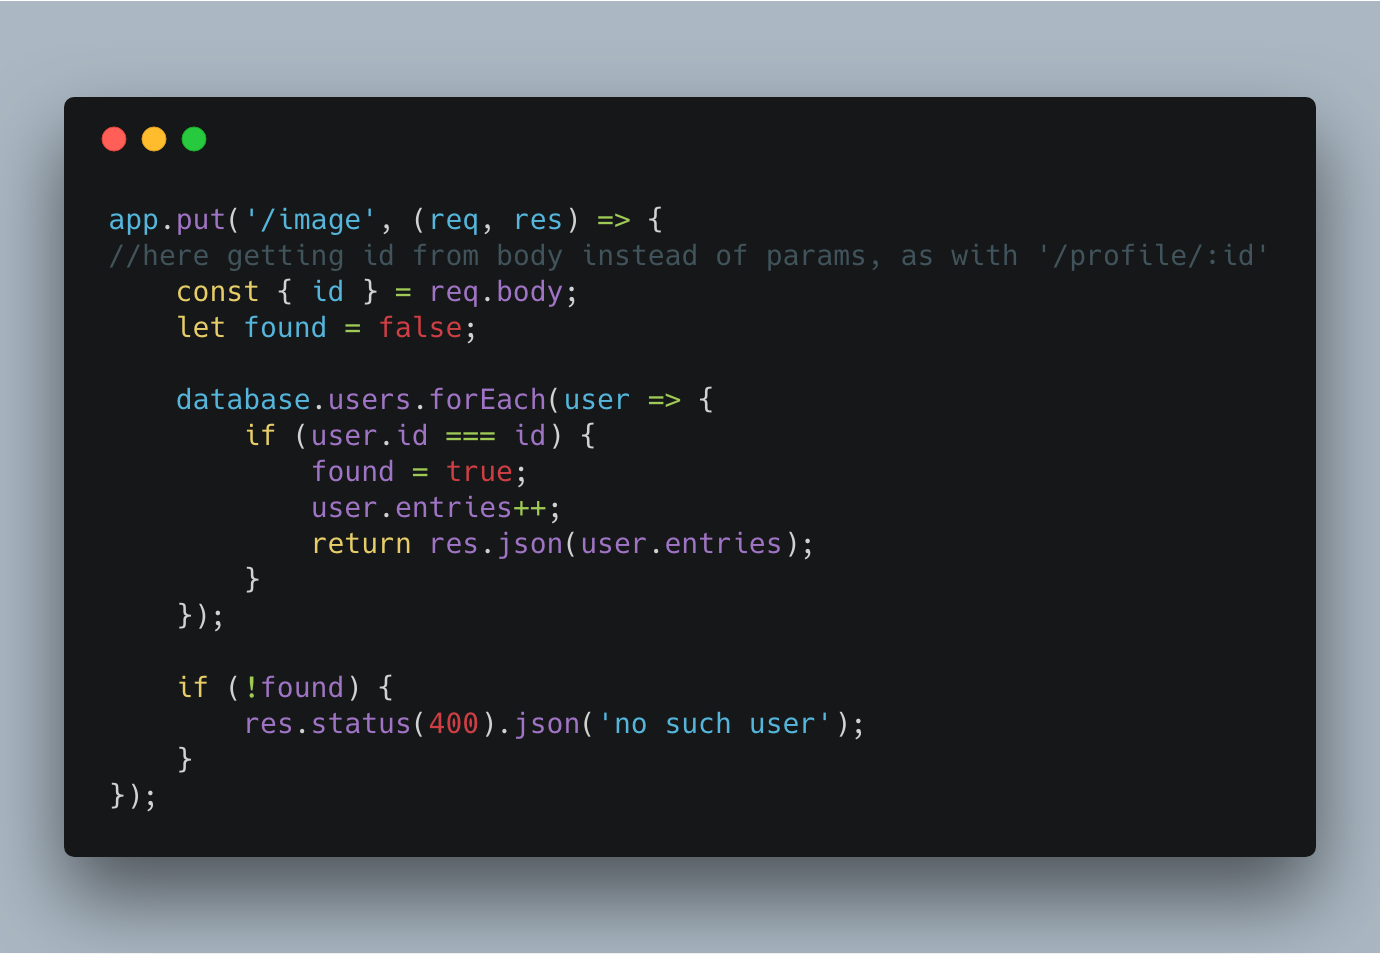 app.put('/image', (req, res) => {
//here getting id from body instead of params, as with '/profile/:id'
    const { id } = req.body;
    let found = false;

    database.users.forEach(user => {
        if (user.id === id) {
            found = true;
            user.entries++;
            return res.json(user.entries);
        }
    });

    if (!found) {
        res.status(400).json('no such user');
    }
});